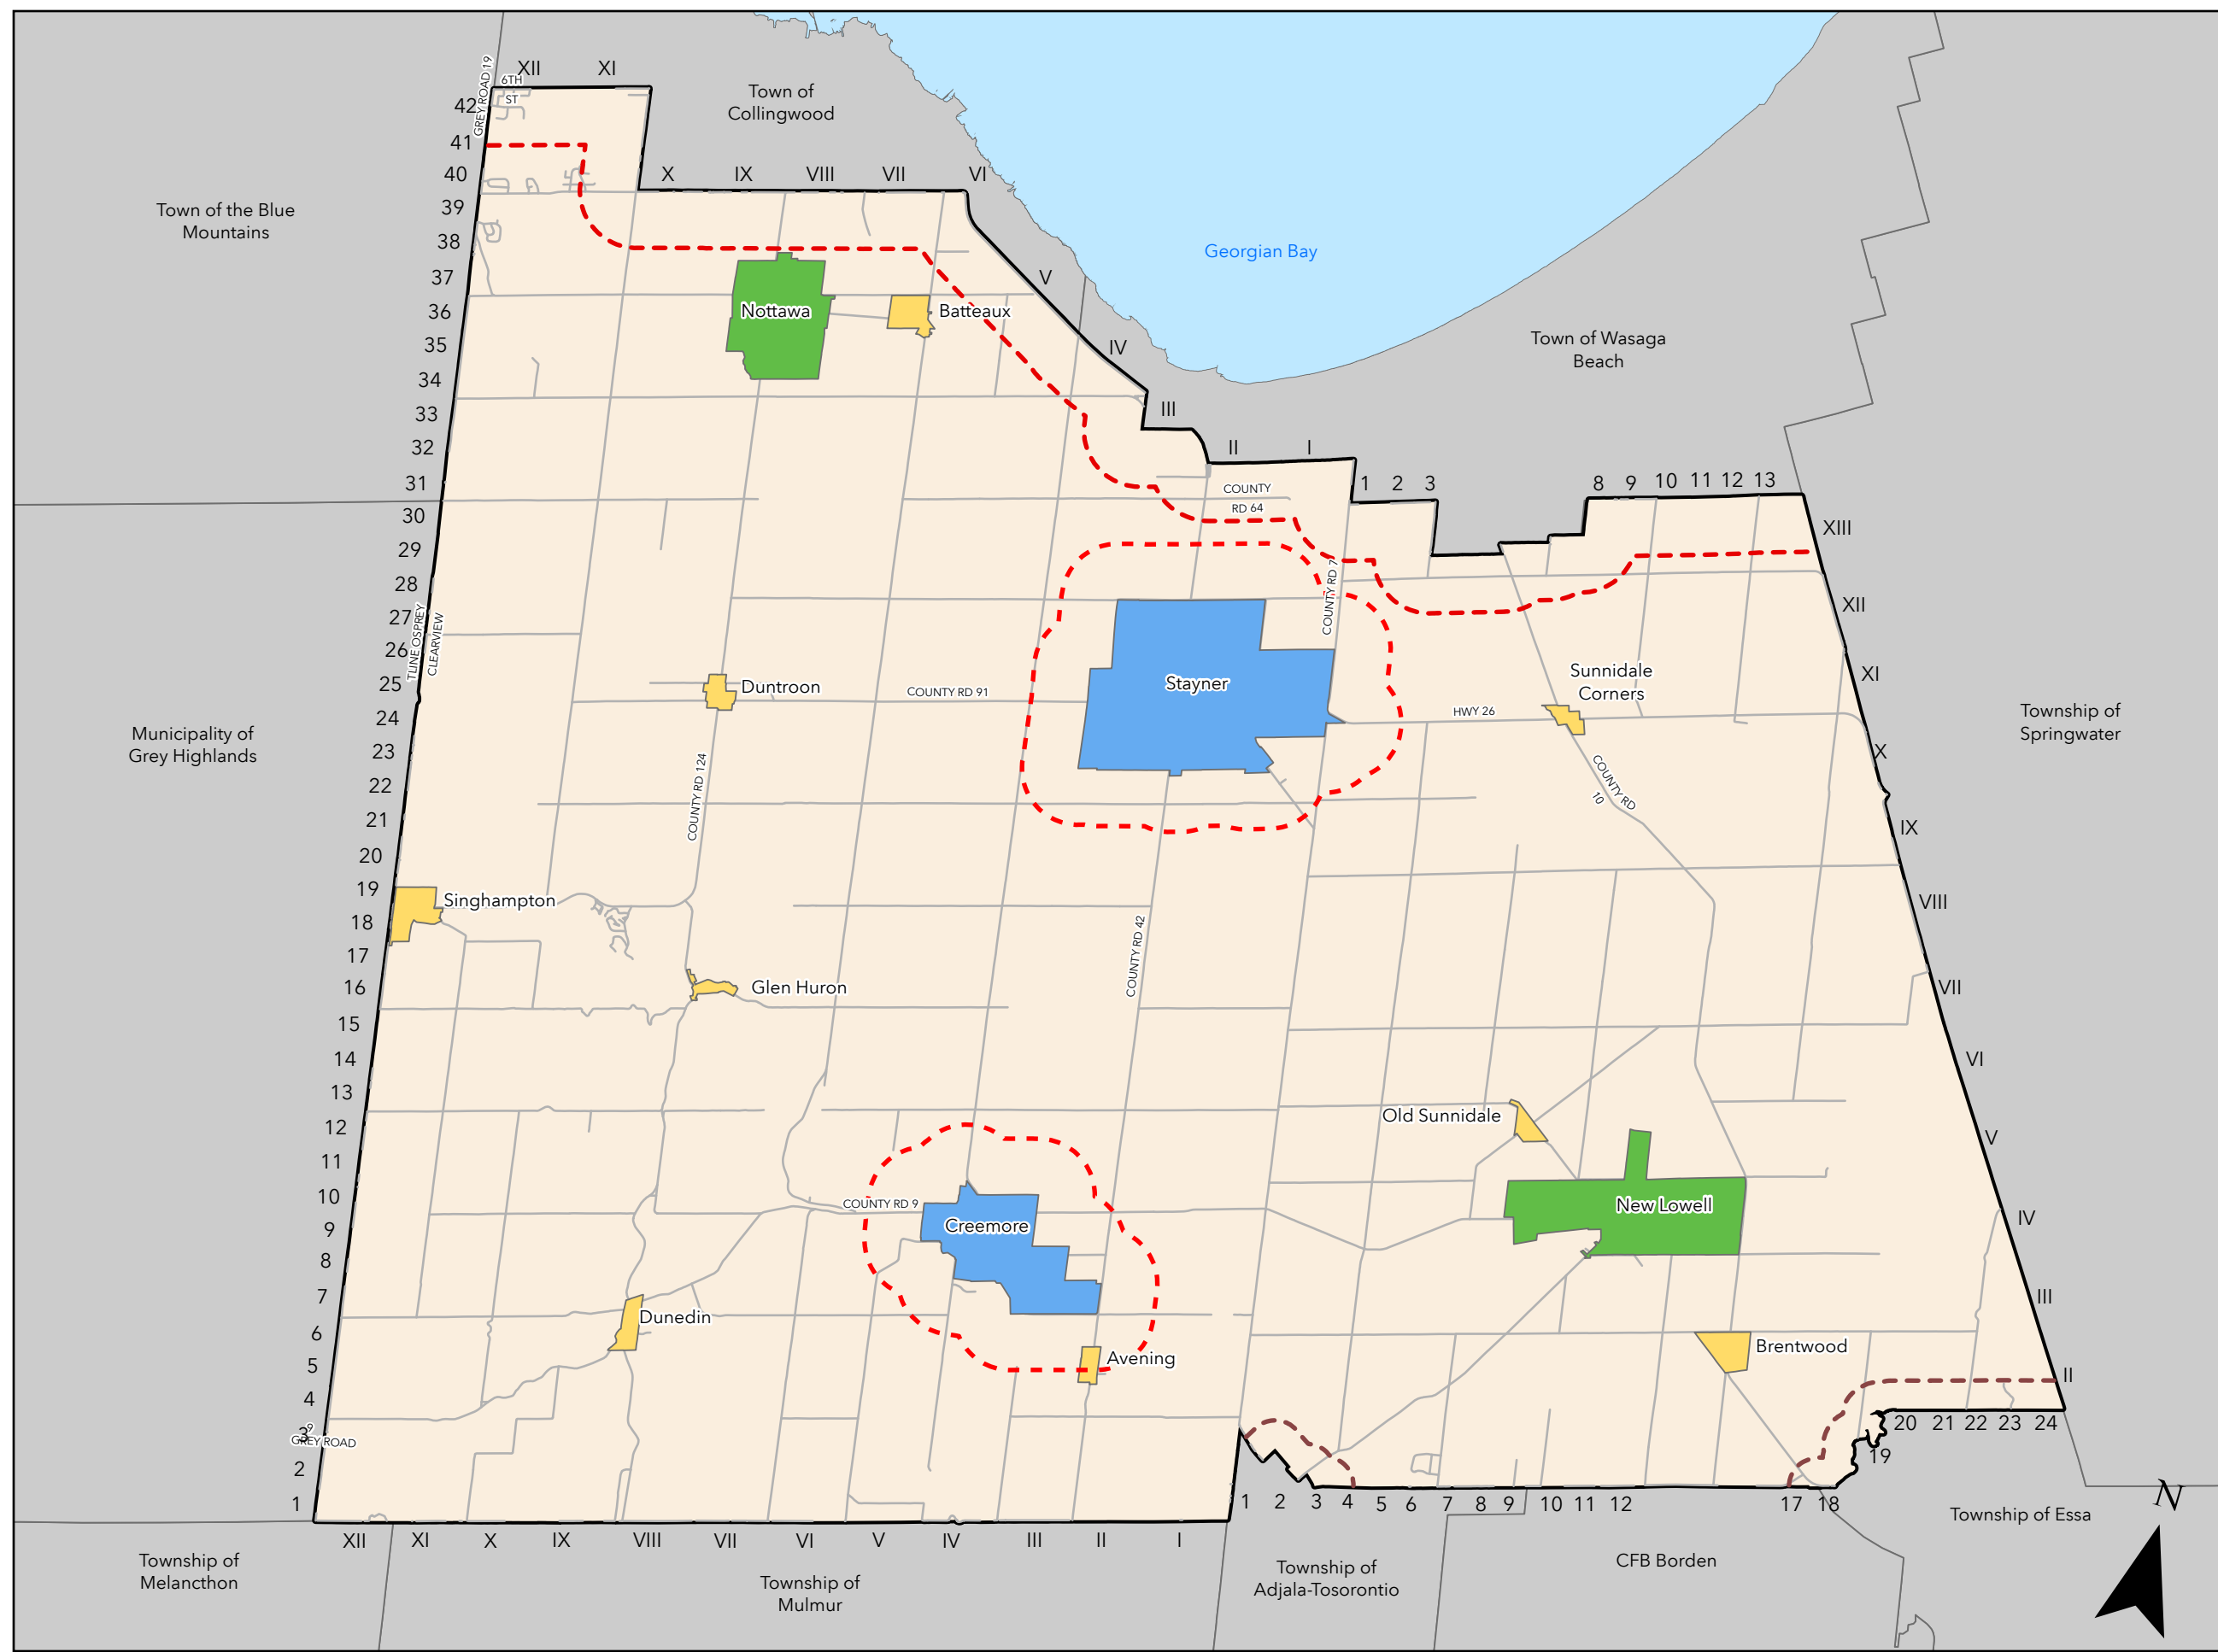 XII
XI
GREY ROAD 19
6TH
ST
Town of
Collingwood
42
41
40
39
38
37
36
35
34
33
32
31
30
29
28
27
26
25
24
23
22
21
20
19
18
17
16
15
14
13
12
11
10
9
8
7
6
5
4
3
2
1
X
IX
VIII
VII
VI
V
IV
III
II
I
1
2
3
8
9
10
11
12
13
Town of the Blue
Mountains
Georgian Bay
Nottawa
Batteaux
Town of Wasaga
Beach
COUNTY
RD 64
XIII
XII
XI
X
IX
VIII
VII
VI
V
IV
III
II
TLINE OSPREY
CLEARVIEW
COUNTY RD 7
Sunnidale
Corners
Stayner
Duntroon
COUNTY RD 91
HWY 26
Township of
Springwater
Municipality of
Grey Highlands
COUNTY RD 124
COUNTY RD
10
Singhampton
COUNTY RD 42
Glen Huron
Old Sunnidale
COUNTY RD 9
Creemore
New Lowell
Dunedin
Avening
Brentwood
9
GREY ROAD
20
21
22
23
24
19
1
2
3
4
5
6
7
8
9
10
11
12
17
18
N
Township of Essa
XII
XI
X
IX
VIII
VII
VI
V
IV
III
II
I
Township of
Melancthon
Township of
Mulmur
Township of
Adjala-Tosorontio
CFB Borden